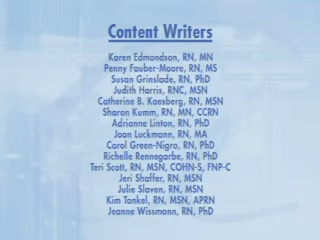 Content Writers
Karen Edmondson, RN, MN
Penny Fauber-Moore, RN, MS
Susan Grinslade, RN, PhD
Judith Harris, RNC, MSN
Catherine B. Kaesberg, RN, MSN
Sharon Kumm, RN, MN, CCRN
Adrianne Linton, RN, PhD
Joan Luckmann, RN, MA
Carol Green-Nigro, RN, PhD
Richelle Rennegarbe, RN, PhD
Teri Scott, RN, MSN, COHN-S, FNP-C
Jeri Shaffer, RN, MSN
Julie Slaven, RN, MSN
Kim Tankel, RN, MSN, APRN
Jeanne Wissmann, RN, PhD